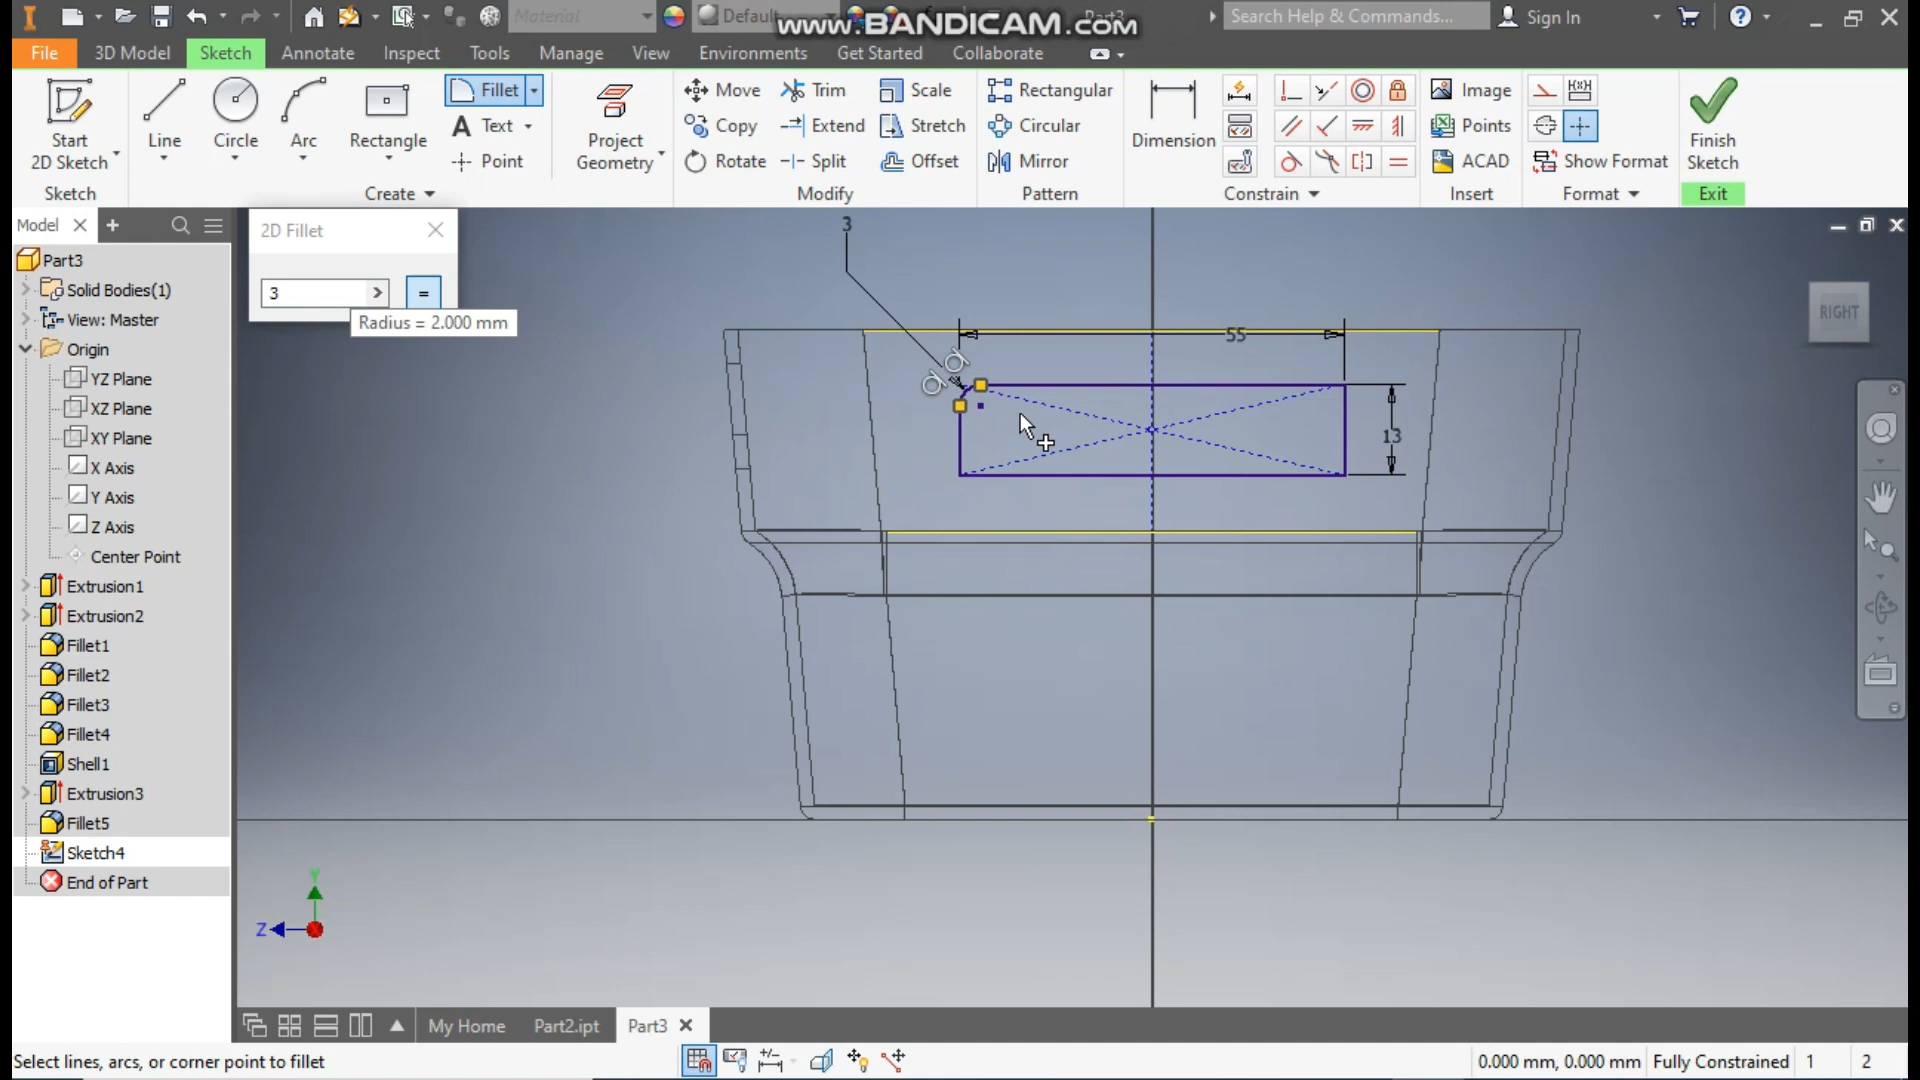 Material
Default
www.BANDICAM.com
Part3
Search Help & Commands...
Sign In
File
3D Model
Sketch
Annotate
Inspect
Tools
Manage
View
Environments
Get Started
Collaborate
Start
2D Sketch
Line
Circle
Arc
Rectangle
Fillet
Text
Point
Project
Geometry
Move
Copy
Rotate
Trim
Extend
Split
Scale
Stretch
Offset
Rectangular
Circular
Mirror
Dimension
Image
Points
ACAD
Show Format
Finish
Sketch
Sketch
Create
Modify
Pattern
Constrain
Insert
Format
Exit
Model
Part3
Solid Bodies(1)
View: Master
Origin
YZ Plane
XZ Plane
XY Plane
X Axis
Y Axis
Z Axis
Center Point
Extrusion1
Extrusion2
Fillet1
Fillet2
Fillet3
Fillet4
Shell1
Extrusion3
Fillet5
Sketch4
End of Part
2D Fillet
3
=
Radius = 2.000 mm
3
55
13
RIGHT
Y
Z
My Home
Part2.ipt
Part3
Select lines, arcs, or corner point to fillet
0.000 mm, 0.000 mm
Fully Constrained
1
2